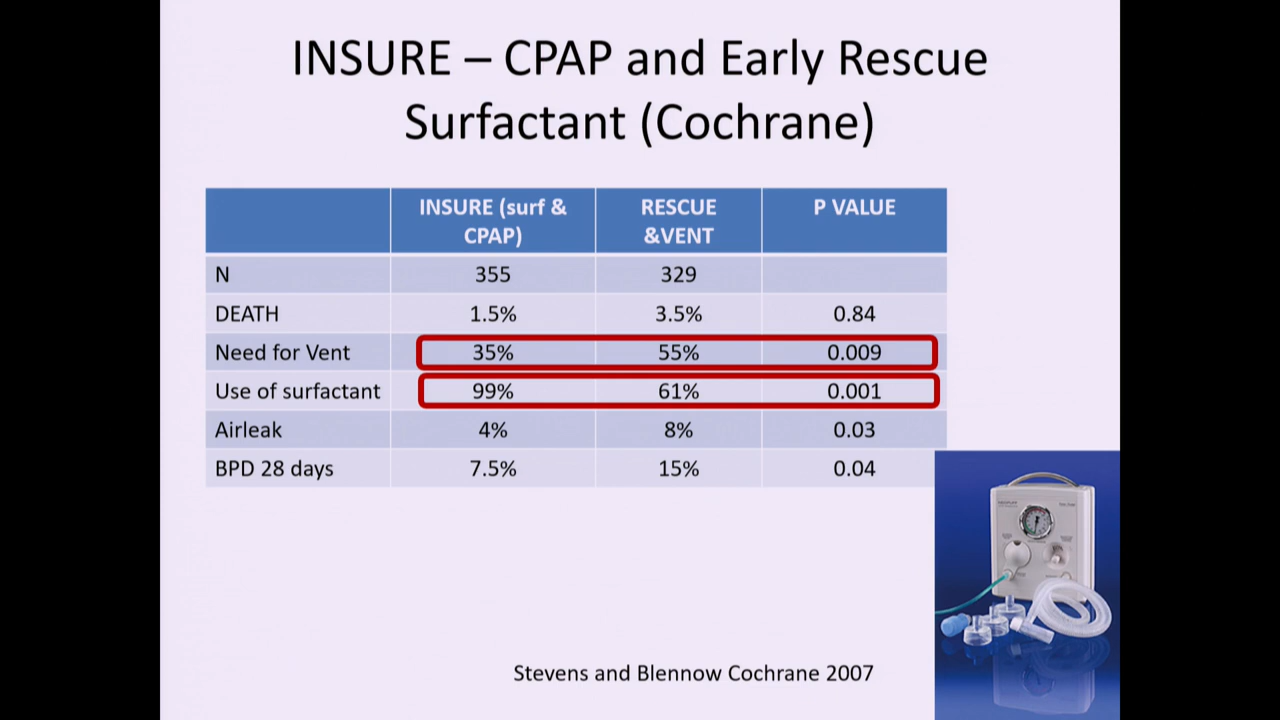 INSURE – CPAP and Early Rescue
Surfactant (Cochrane)
INSURE (surf & CPAP) RESCUE &VENT P VALUE
N 355 329
DEATH 1.5% 3.5% 0.84
Need for Vent 35% 55% 0.009
Use of surfactant 99% 61% 0.001
Airleak 4% 8% 0.03
BPD 28 days 7.5% 15% 0.04
Stevens and Blennow Cochrane 2007